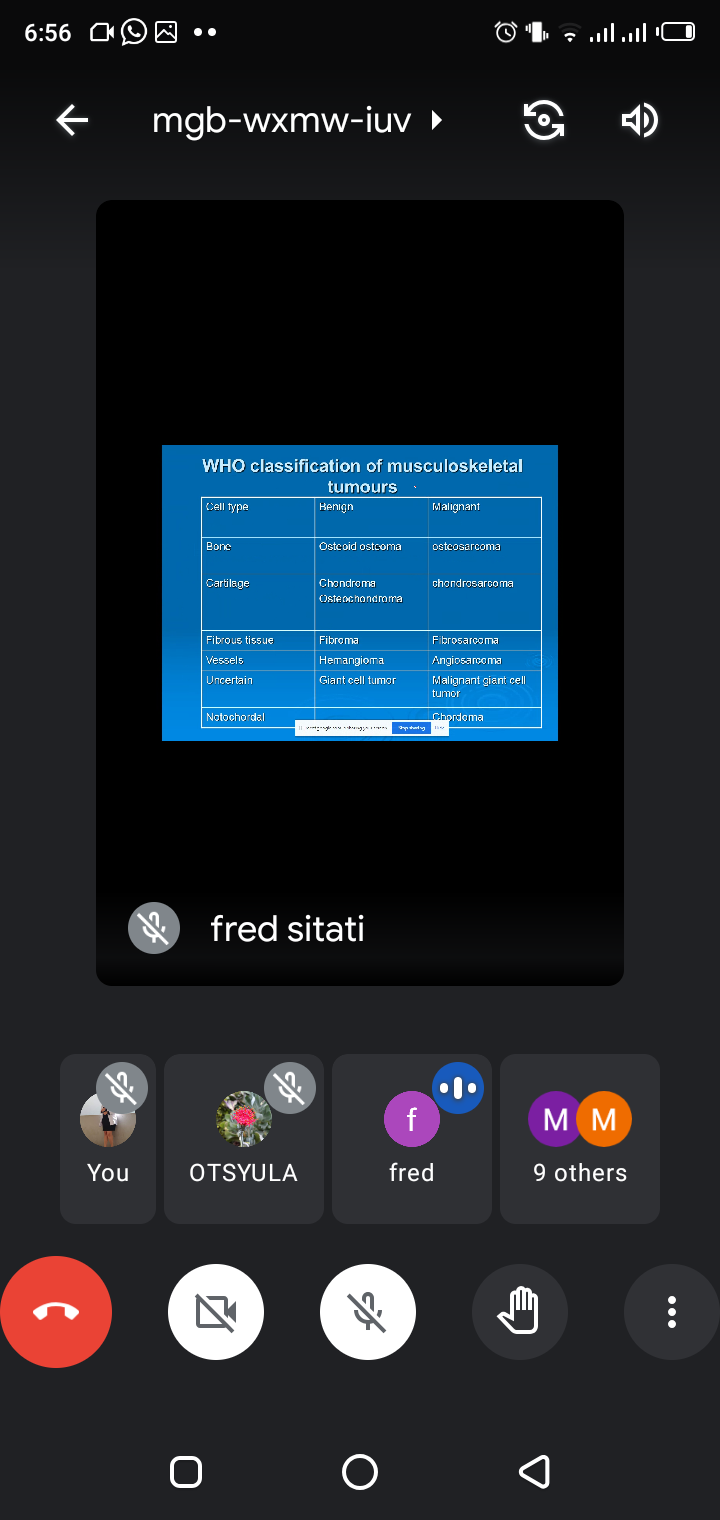 6:56
mgb-wxmw-iuv
WHO classification of musculoskeletal
tumours
Cell type Benign Malignant
Bone Osteoid osteoma osteosarcoma
Cartilage Chondroma chondrosarcoma
Osteochondroma
Fibrous tissue Fibroma Fibrosarcoma
Vessels Hemangioma Angiosarcoma
Uncertain Giant cell tumor Malignant giant cell
tumor
Notochordal Chordoma
Stop sharing
fred sitati
f M M
You OTSYULA fred 9 others